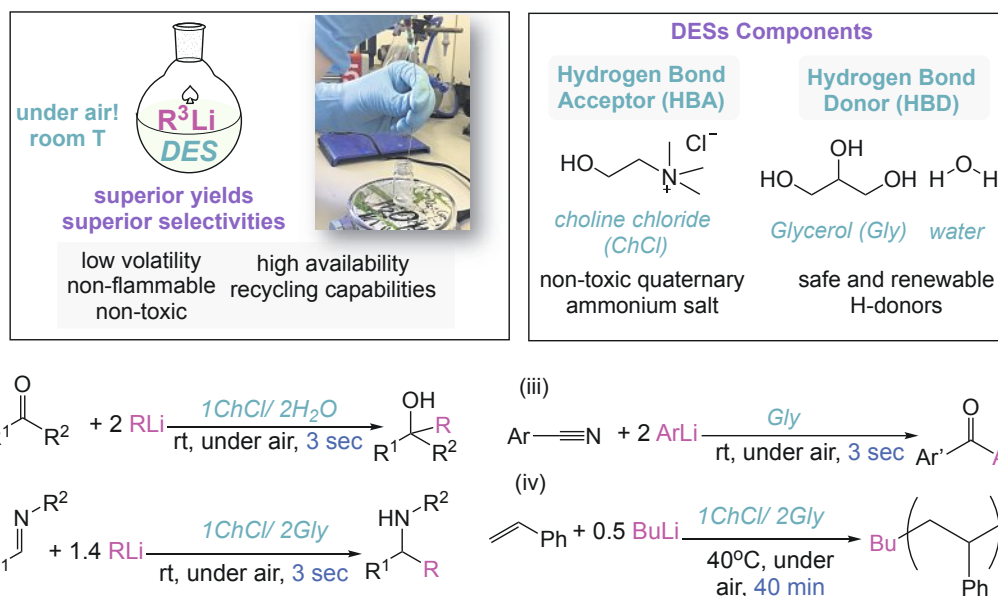 under air!
room T
R³Li
DES
superior yields
superior selectivities
low volatility
non-flammable
non-toxic
high availability
recycling capabilities
DESs Components
Hydrogen Bond
Acceptor (HBA)
Hydrogen Bond
Donor (HBD)
HO
N
+
Cl⁻
choline chloride
(ChCl)
non-toxic quaternary
ammonium salt
OH
HO
OH
H O H
Glycerol (Gly)
water
safe and renewable
H-donors
O
R²
+ 2 RLi
1ChCl/ 2H₂O
rt, under air, 3 sec
OH
R
R¹ R²
N R²
+ 1.4 RLi
1ChCl/ 2Gly
rt, under air, 3 sec
HN R²
R¹ R
(iii)
Ar N
+ 2 ArLi
Gly
rt, under air, 3 sec
O
Ar'
(iv)
Ph
+ 0.5 BuLi
1ChCl/ 2Gly
40ºC, under
air, 40 min
Bu
Ph